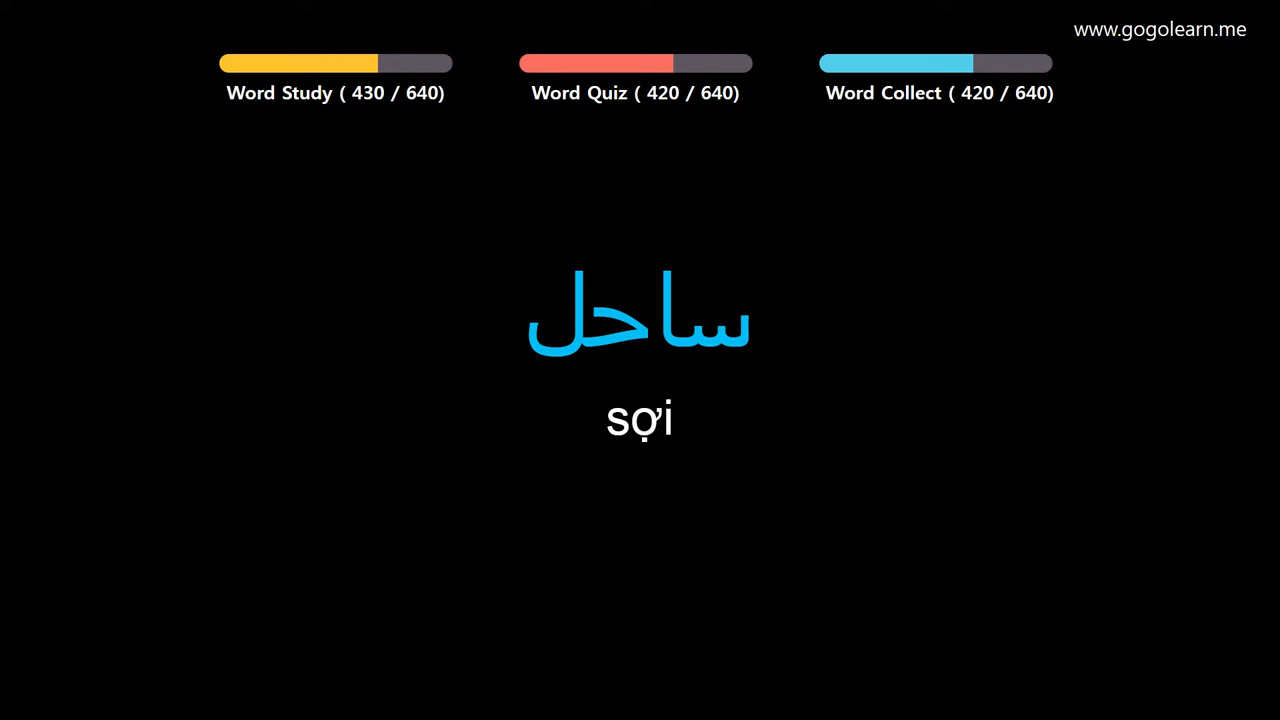 www.gogolearn.me
Word Study ( 430 / 640)
Word Quiz ( 420 / 640)
Word Collect ( 420 / 640)
ساحل
sợi